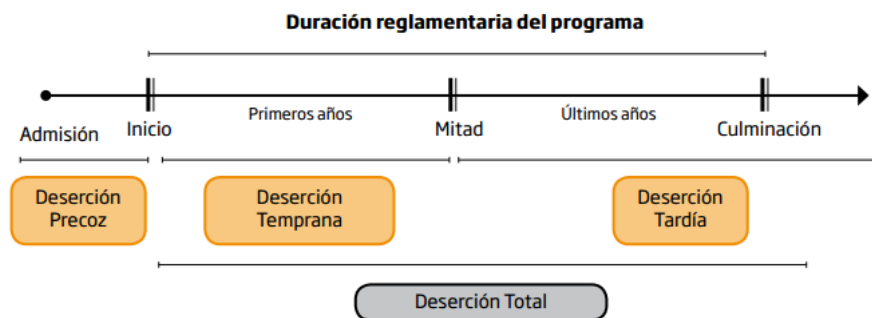 Duración reglamentaria del programa
Admisión
Inicio
Primeros años
Mitad
Últimos años
Culminación
Deserción
Precoz
Deserción
Temprana
Deserción
Tardía
Deserción Total